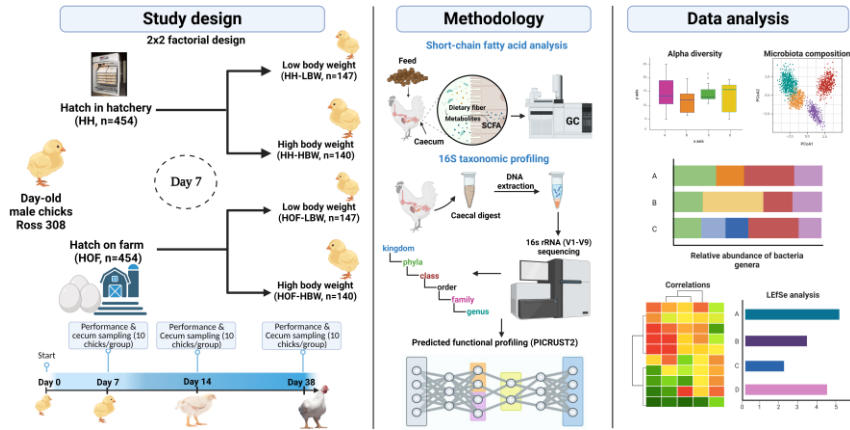 Study design
2x2 factorial design
Hatch in hatchery
(HH, n=454)
Low body weight
(HH-LBW, n=147)
High body weight
(HH-HBW, n=140)
Day 7
Day-old
male chicks
Ross 308
Hatch on farm
(HOF, n=454)
Low body weight
(HOF-LBW, n=147)
High body weight
(HOF-HBW, n=140)
Performance &
cecum sampling (10
chicks/group)
Performance &
Cecum sampling (10
chicks/group)
Performance &
Cecum sampling (10
chicks/group)
Start
Day 0
Day 7
Day 14
Day 38
Methodology
Short-chain fatty acid analysis
Feed
Dietary fiber
Metabolites
SCFA
GC
Caecum
16S taxonomic profiling
DNA
extraction
Caecal digest
16s rRNA (V1-V9)
sequencing
kingdom
phyla
class
order
family
genus
Predicted functional profiling (PICRUST2)
Data analysis
Alpha diversity
y-axis
x-axis
Microbiota composition
PCoA2
PCoA1
A
B
C
Relative abundance of bacteria
genera
Correlations
LEfSe analysis
A
B
C
D
0 1 2 3 4 5